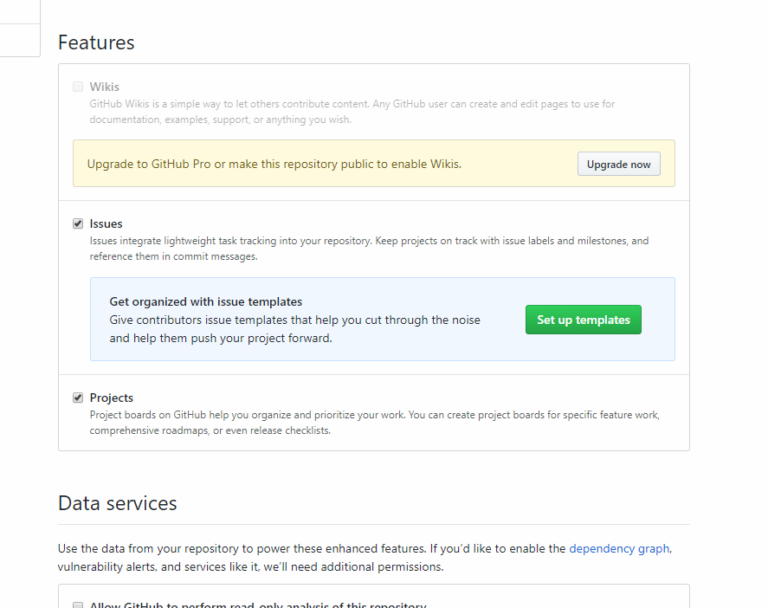 Features
Wikis
GitHub Wikis is a simple way to let others contribute content. Any GitHub user can create and edit pages to use for
documentation, examples, support, or anything you wish.
Upgrade to GitHub Pro or make this repository public to enable Wikis.
Upgrade now
Issues
Issues integrate lightweight task tracking into your repository. Keep projects on track with issue labels and milestones, and
reference them in commit messages.
Get organized with issue templates
Give contributors issue templates that help you cut through the noise
and help them push your project forward.
Set up templates
Projects
Project boards on GitHub help you organize and prioritize your work. You can create project boards for specific feature work,
comprehensive roadmaps, or even release checklists.
Data services
Use the data from your repository to power these enhanced features. If you'd like to enable the dependency graph,
vulnerability alerts, and services like it, we'll need additional permissions.
Allow GitHub to perform read-only analysis of this repository